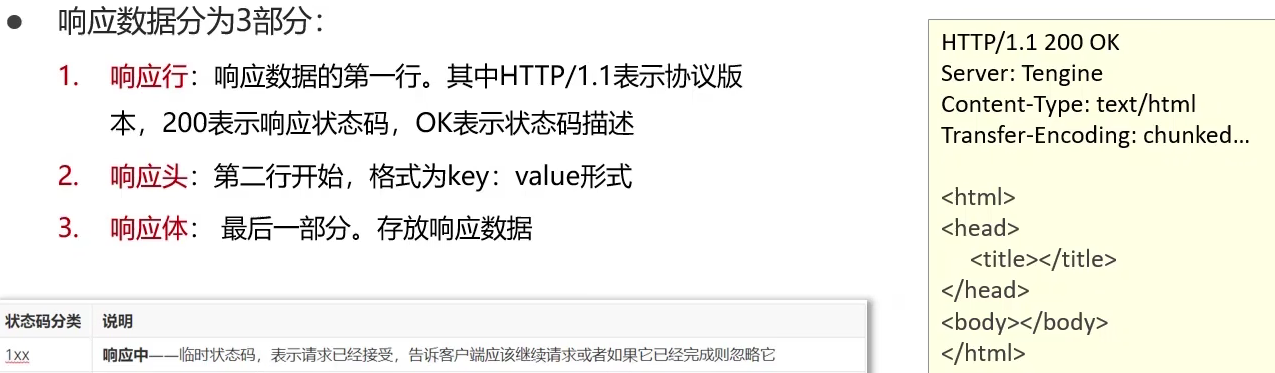 ● 响应数据分为3部分：
1. 响应行：响应数据的第一行。其中HTTP/1.1表示协议版
本，200表示响应状态码，OK表示状态码描述
2. 响应头：第二行开始，格式为key：value形式
3. 响应体： 最后一部分。存放响应数据
状态码分类 说明
1xx 响应中——临时状态码，表示请求已经接受，告诉客户端应该继续请求或者如果它已经完成则忽略它
HTTP/1.1 200 OK
Server: Tengine
Content-Type: text/html
Transfer-Encoding: chunked…
<html>
<head>
<title></title>
</head>
<body></body>
</html>